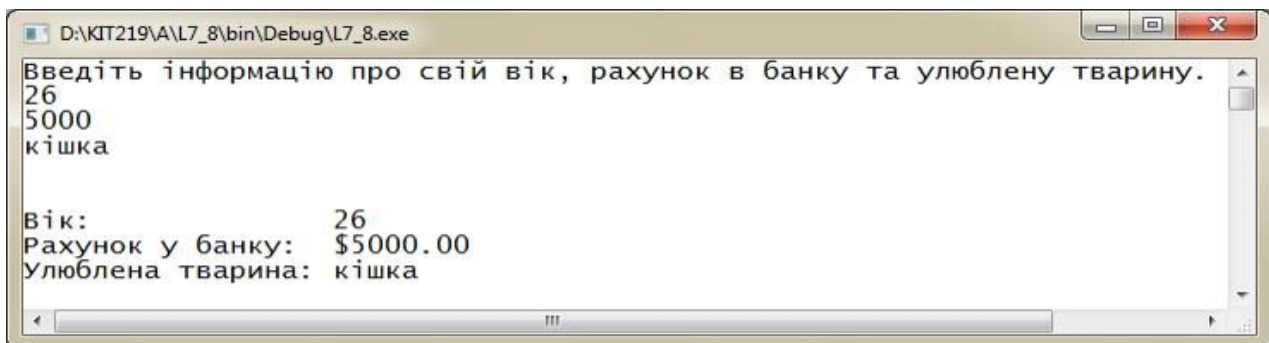 D:\KIT219\A\L7_8\bin\Debug\L7_8.exe
Введіть інформацію про свій вік, рахунок в банку та улюблену тварину.
26
5000
кішка
Вік: 26
Рахунок у банку: $5000.00
Улюблена тварина: кішка